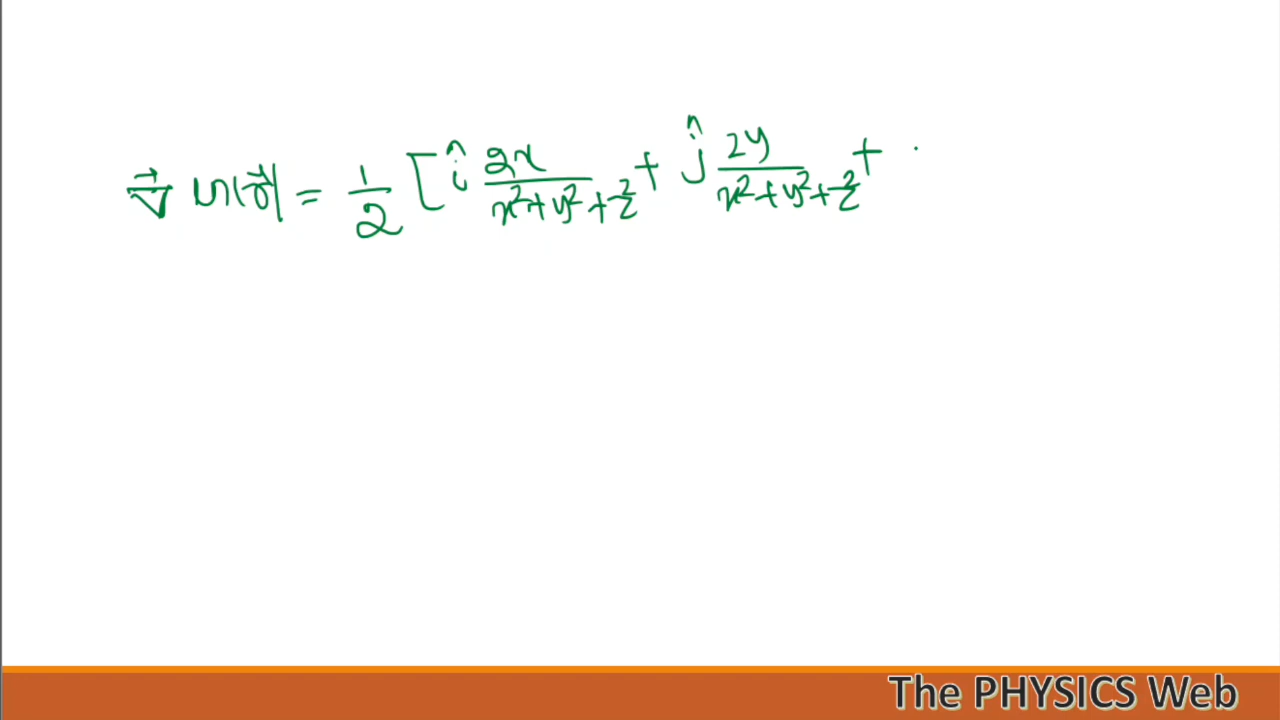 ∇⃗ ln|r⃗| = 1/2 [ î 2x/(x²+y²+z²) + ĵ 2y/(x²+y²+z²) +
The PHYSICS Web